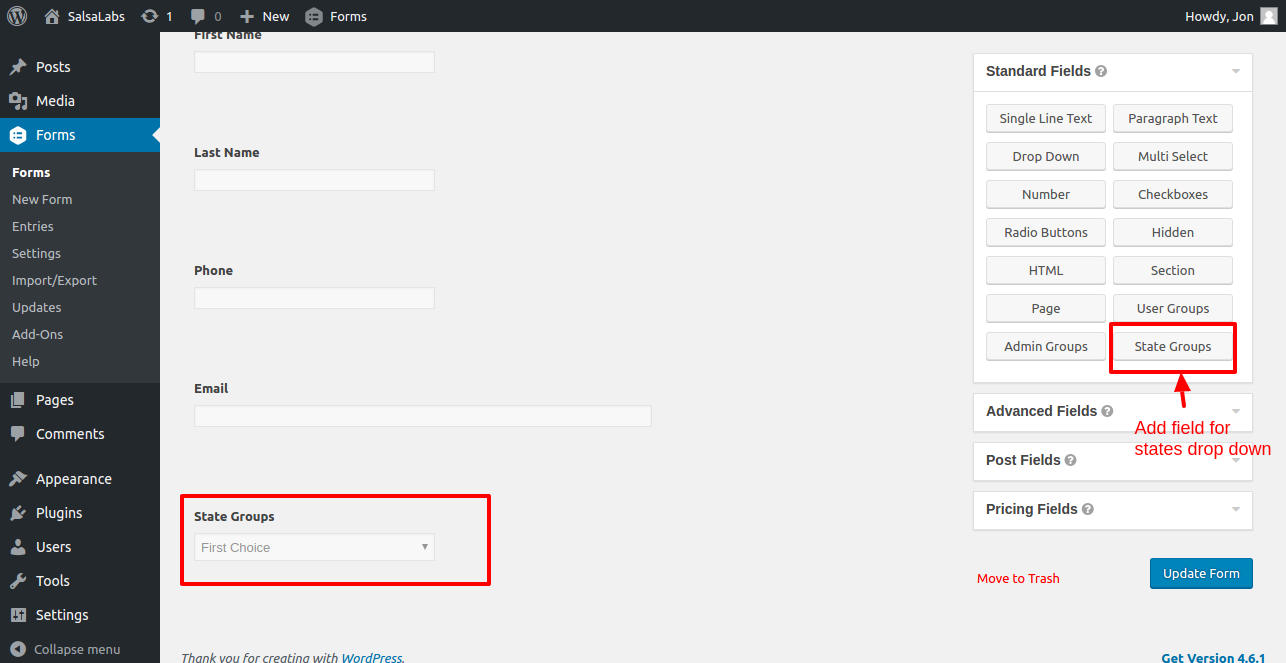 SalsaLabs 1 0 New Forms Howdy, Jon
Posts
Media
Forms
Forms
New Form
Entries
Settings
Import/Export
Updates
Add-Ons
Help
Pages
Comments
Appearance
Plugins
Users
Tools
Settings
Collapse menu
First Name
Last Name
Phone
Email
State Groups
First Choice
Thank you for creating with WordPress.
Standard Fields ?
Single Line Text Paragraph Text
Drop Down Multi Select
Number Checkboxes
Radio Buttons Hidden
HTML Section
Page User Groups
Admin Groups State Groups
Advanced Fields ?
Add field for
states drop down
Post Fields ?
Pricing Fields ?
Move to Trash Update Form
Get Version 4.6.1